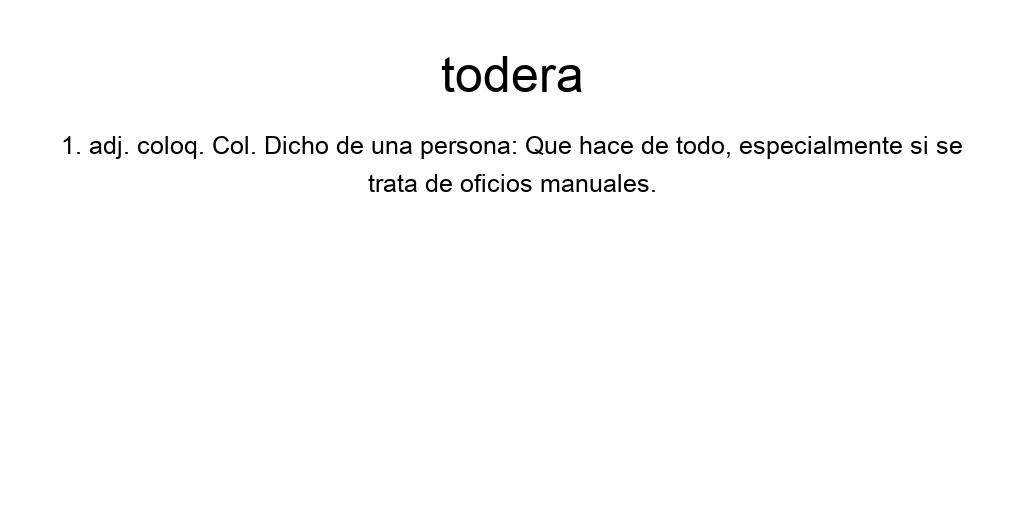 todera
1. adj. coloq. Col. Dicho de una persona: Que hace de todo, especialmente si se
trata de oficios manuales.